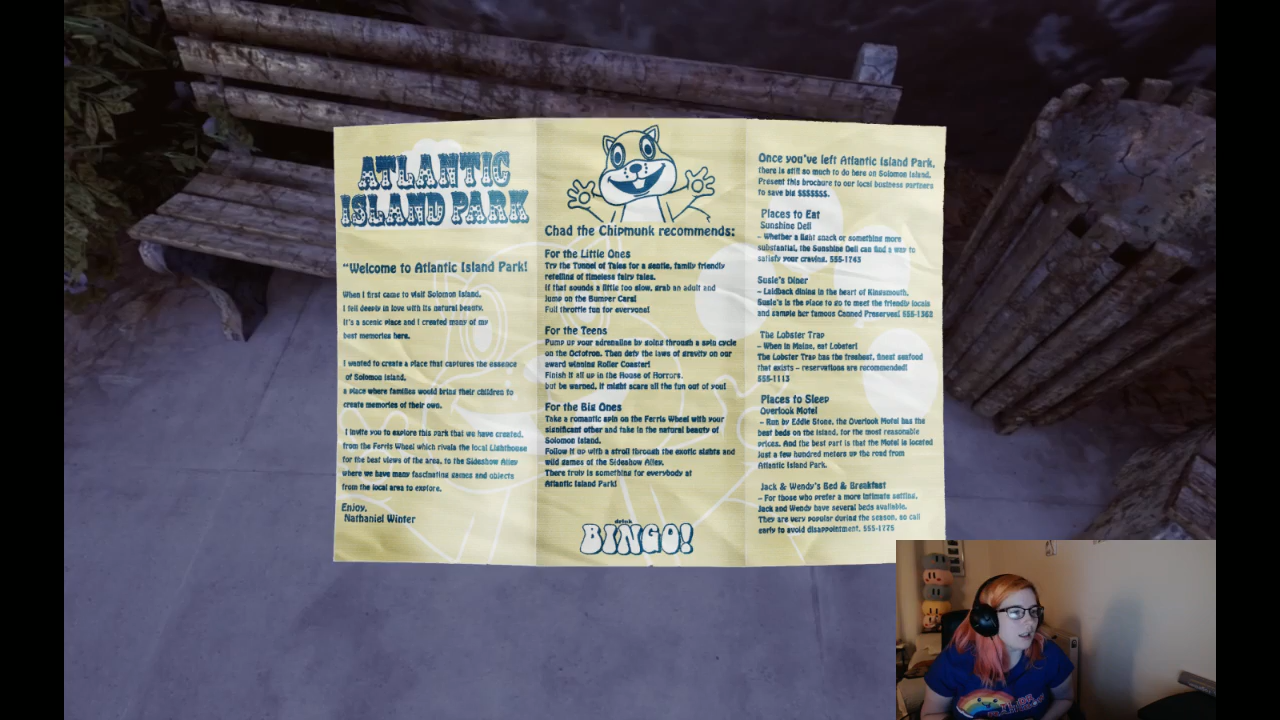 ATLANTIC
ISLAND PARK
"Welcome to Atlantic Island Park!
When I first came to visit Solomon Island,
I fell deeply in love with its natural beauty.
It's a scenic place and I created many of my
best memories here.
I wanted to create a place that captures the essence
of Solomon Island,
a place where families would bring their children to
create memories of their own.
I invite you to explore this park that we have created,
from the Ferris Wheel which rivals the local Lighthouse
for the best views of the area, to the Sideshow Alley
where we have many fascinating games and objects
from the local area to explore.
Enjoy,
Nathaniel Winter
Chad the Chipmunk recommends:
For the Little Ones
Try the Tunnel of Tales for a gentle, family friendly
retelling of timeless fairy tales.
If that sounds a little too slow, grab an adult and
jump on the Bumper Cars!
Full throttle fun for everyone!
For the Teens
Pump up your adrenaline by going through a spin cycle
on the Octotron. Then defy the laws of gravity on our
award winning Roller Coaster!
Finish it all up in the House of Horrors,
but be warned, it might scare all the fun out of you!
For the Big Ones
Take a romantic spin on the Ferris Wheel with your
significant other and take in the natural beauty of
Solomon Island.
Follow it up with a stroll through the exotic sights and
wild games of the Sideshow Alley.
There truly is something for everybody at
Atlantic Island Park!
drink
BINGO!
Once you've left Atlantic Island Park,
there is still so much to do here on Solomon Island.
Present this brochure to our local business partners
to save big $$$$$$$.
Places to Eat
Sunshine Deli
- Whether a light snack or something more
substantial, the Sunshine Deli can find a way to
satisfy your craving. 555-1743
Susie's Diner
- Laidback dining in the heart of Kingsmouth,
Susie's is the place to go to meet the friendly locals
and sample her famous Canned Preserves! 555-1362
The Lobster Trap
- When in Maine, eat Lobster!
The Lobster Trap has the freshest, finest seafood
that exists - reservations are recommended!
555-1113
Places to Sleep
Overlook Motel
- Run by Eddie Stone, the Overlook Motel has the
best beds on the island, for the most reasonable
prices. And the best part is that the Motel is located
just a few hundred meters up the road from
Atlantic Island Park.
Jack & Wendy's Bed & Breakfast
- For those who prefer a more intimate setting,
Jack and Wendy have several beds available.
They are very popular during the season, so call
early to avoid disappointment. 555-1775